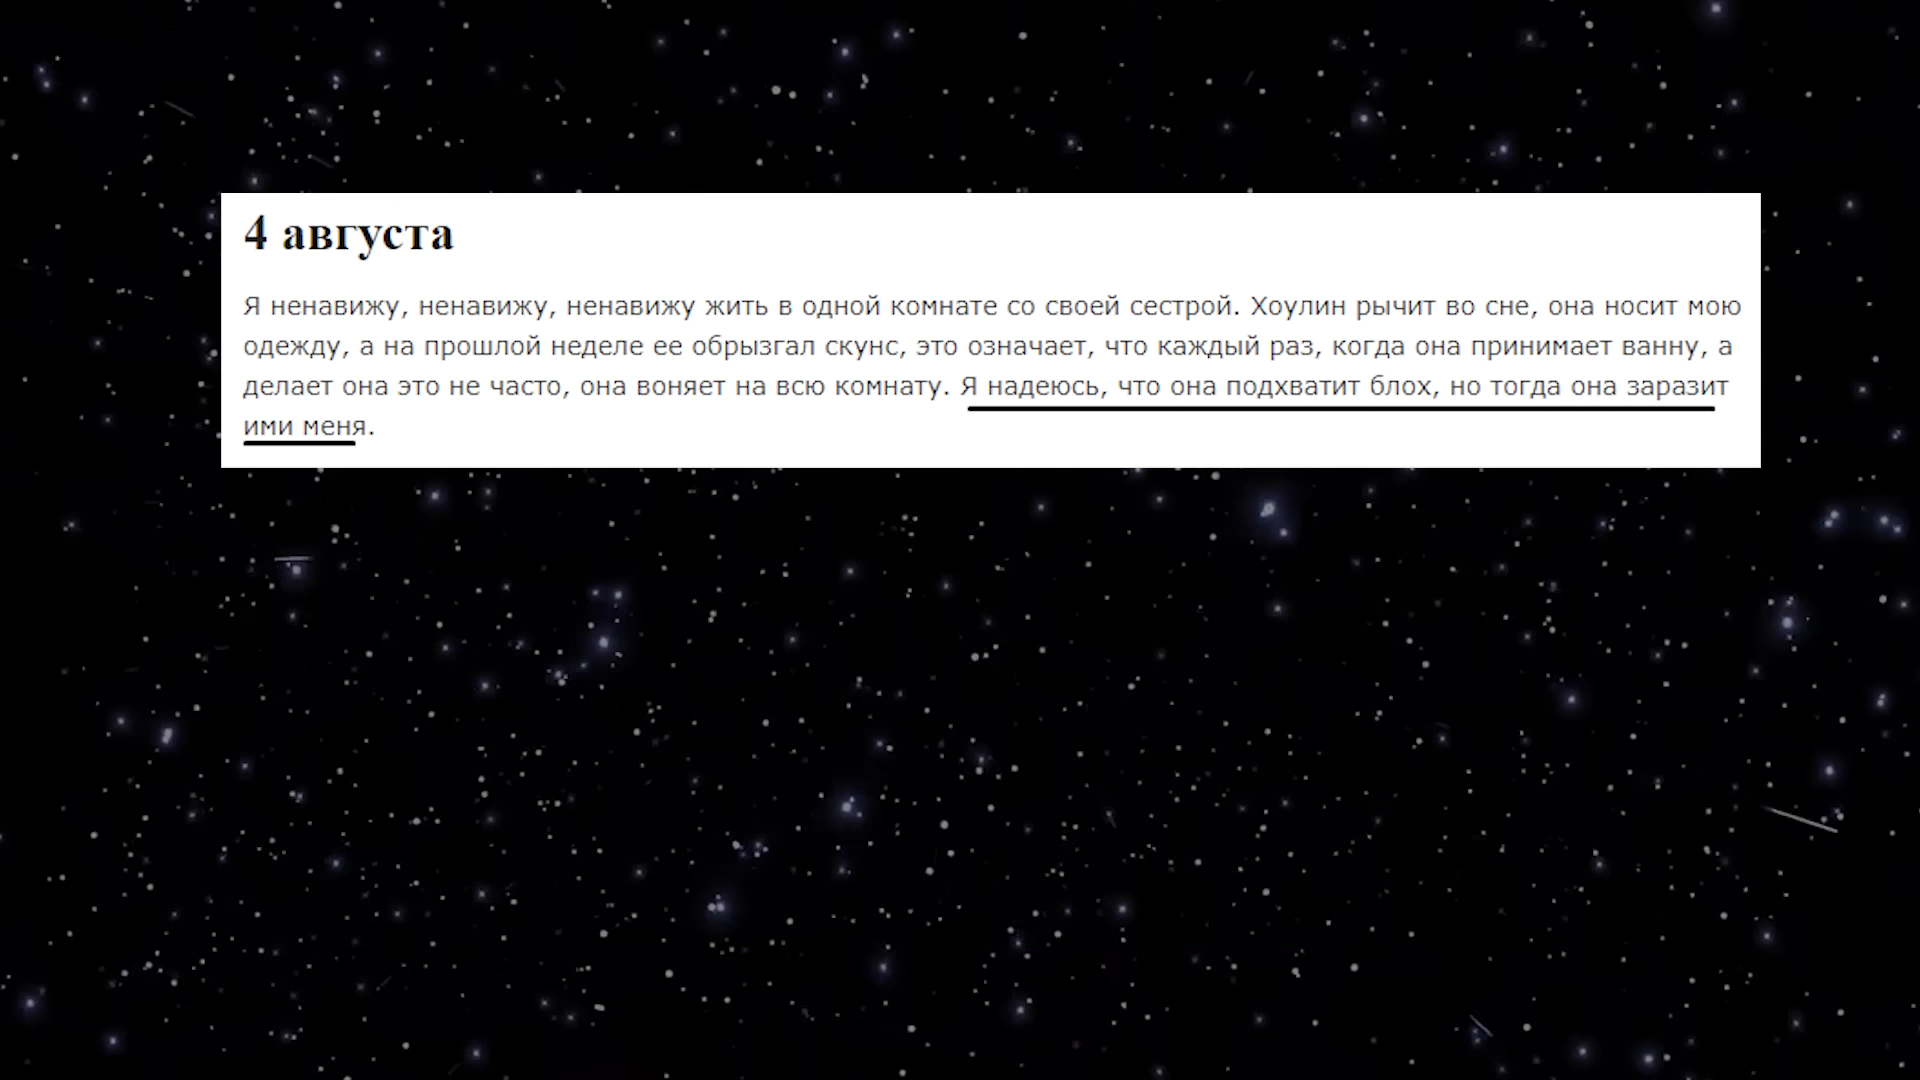 4 августа
Я ненавижу, ненавижу, ненавижу жить в одной комнате со своей сестрой. Хоулин рычит во сне, она носит мою
одежду, а на прошлой неделе ее обрызгал скунс, это означает, что каждый раз, когда она принимает ванну, а
делает она это не часто, она воняет на всю комнату. Я надеюсь, что она подхватит блох, но тогда она заразит
ими меня.